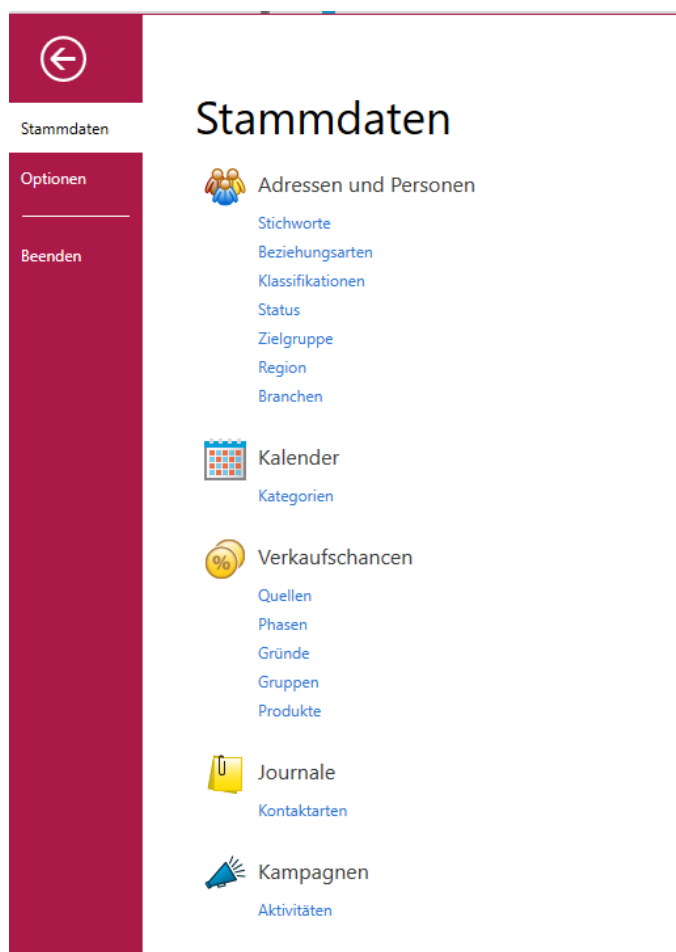 Stammdaten
Optionen
Beenden
Stammdaten
Adressen und Personen
Stichworte
Beziehungsarten
Klassifikationen
Status
Zielgruppe
Region
Branchen
Kalender
Kategorien
%
Verkaufschancen
Quellen
Phasen
Gründe
Gruppen
Produkte
Journale
Kontaktarten
Kampagnen
Aktivitäten